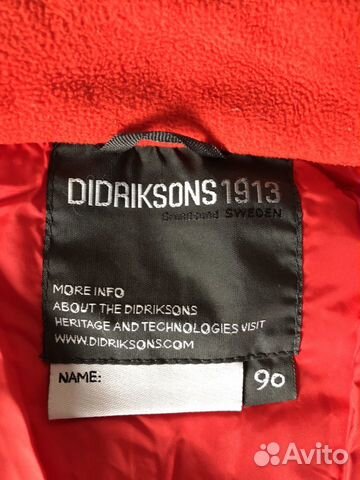 DIDRIKSONS1913
SWEDEN
MORE INFO
ABOUT THE DIDRIKSONS
HERITAGE AND TECHNOLOGIES VISIT
WWW.DIDRIKSONS.COM
NAME:
90
Avito